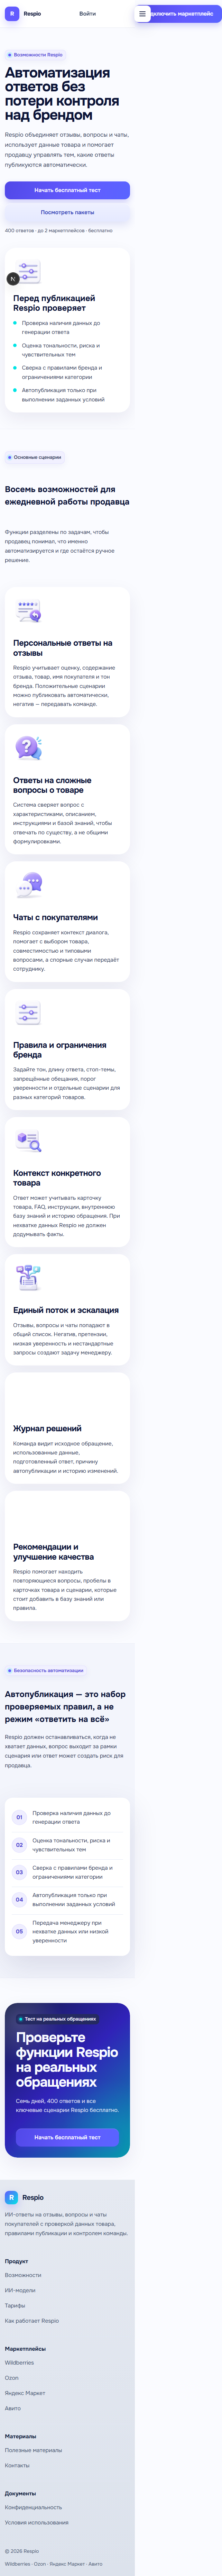 R Respio
Войти
ключить маркетплейс
Возможности Respio
Автоматизация
ответов без
потери контроля
над брендом
Respio объединяет отзывы, вопросы и чаты,
использует данные товара и помогает
продавцу управлять тем, какие ответы
публикуются автоматически.
Начать бесплатный тест
Посмотреть пакеты
400 ответов · до 2 маркетплейсов · бесплатно
N
Перед публикацией
Respio проверяет
Проверка наличия данных до
генерации ответа
Оценка тональности, риска и
чувствительных тем
Сверка с правилами бренда и
ограничениями категории
Автопубликация только при
выполнении заданных условий
Основные сценарии
Восемь возможностей для
ежедневной работы продавца
Функции разделены по задачам, чтобы
продавец понимал, что именно
автоматизируется и где остаётся ручное
решение.
Персональные ответы на
отзывы
Respio учитывает оценку, содержание
отзыва, товар, имя покупателя и тон
бренда. Положительные сценарии
можно публиковать автоматически,
негатив — передавать команде.
Ответы на сложные
вопросы о товаре
Система сверяет вопрос с
характеристиками, описанием,
инструкциями и базой знаний, чтобы
отвечать по существу, а не общими
формулировками.
Чаты с покупателями
Respio сохраняет контекст диалога,
помогает с выбором товара,
совместимостью и типовыми
вопросами, а спорные случаи передаёт
сотруднику.
Правила и ограничения
бренда
Задайте тон, длину ответа, стоп-темы,
запрещённые обещания, порог
уверенности и отдельные сценарии для
разных категорий товаров.
Контекст конкретного
товара
Ответ может учитывать карточку
товара, FAQ, инструкции, внутреннюю
базу знаний и историю обращения. При
нехватке данных Respio не должен
додумывать факты.
Единый поток и эскалация
Отзывы, вопросы и чаты попадают в
общий список. Негатив, претензии,
низкая уверенность и нестандартные
запросы создают задачу менеджеру.
Журнал решений
Команда видит исходное обращение,
использованные данные,
подготовленный ответ, причину
автопубликации и историю изменений.
Рекомендации и
улучшение качества
Respio помогает находить
повторяющиеся вопросы, пробелы в
карточках товара и сценарии, которые
стоит добавить в базу знаний или
правила.
Безопасность автоматизации
Автопубликация — это набор
проверяемых правил, а не
режим «ответить на всё»
Respio должен останавливаться, когда не
хватает данных, вопрос выходит за рамки
сценария или ответ может создать риск для
продавца.
01 Проверка наличия данных до
генерации ответа
02 Оценка тональности, риска и
чувствительных тем
03 Сверка с правилами бренда и
ограничениями категории
04 Автопубликация только при
выполнении заданных условий
05 Передача менеджеру при
нехватке данных или низкой
уверенности
Тест на реальных обращениях
Проверьте
функции Respio
на реальных
обращениях
Семь дней, 400 ответов и все
ключевые сценарии Respio бесплатно.
Начать бесплатный тест
R Respio
ИИ-ответы на отзывы, вопросы и чаты
покупателей с проверкой данных товара,
правилами публикации и контролем команды.
Продукт
Возможности
ИИ-модели
Тарифы
Как работает Respio
Маркетплейсы
Wildberries
Ozon
Яндекс Маркет
Авито
Материалы
Полезные материалы
Контакты
Документы
Конфиденциальность
Условия использования
© 2026 Respio
Wildberries · Ozon · Яндекс Маркет · Авито